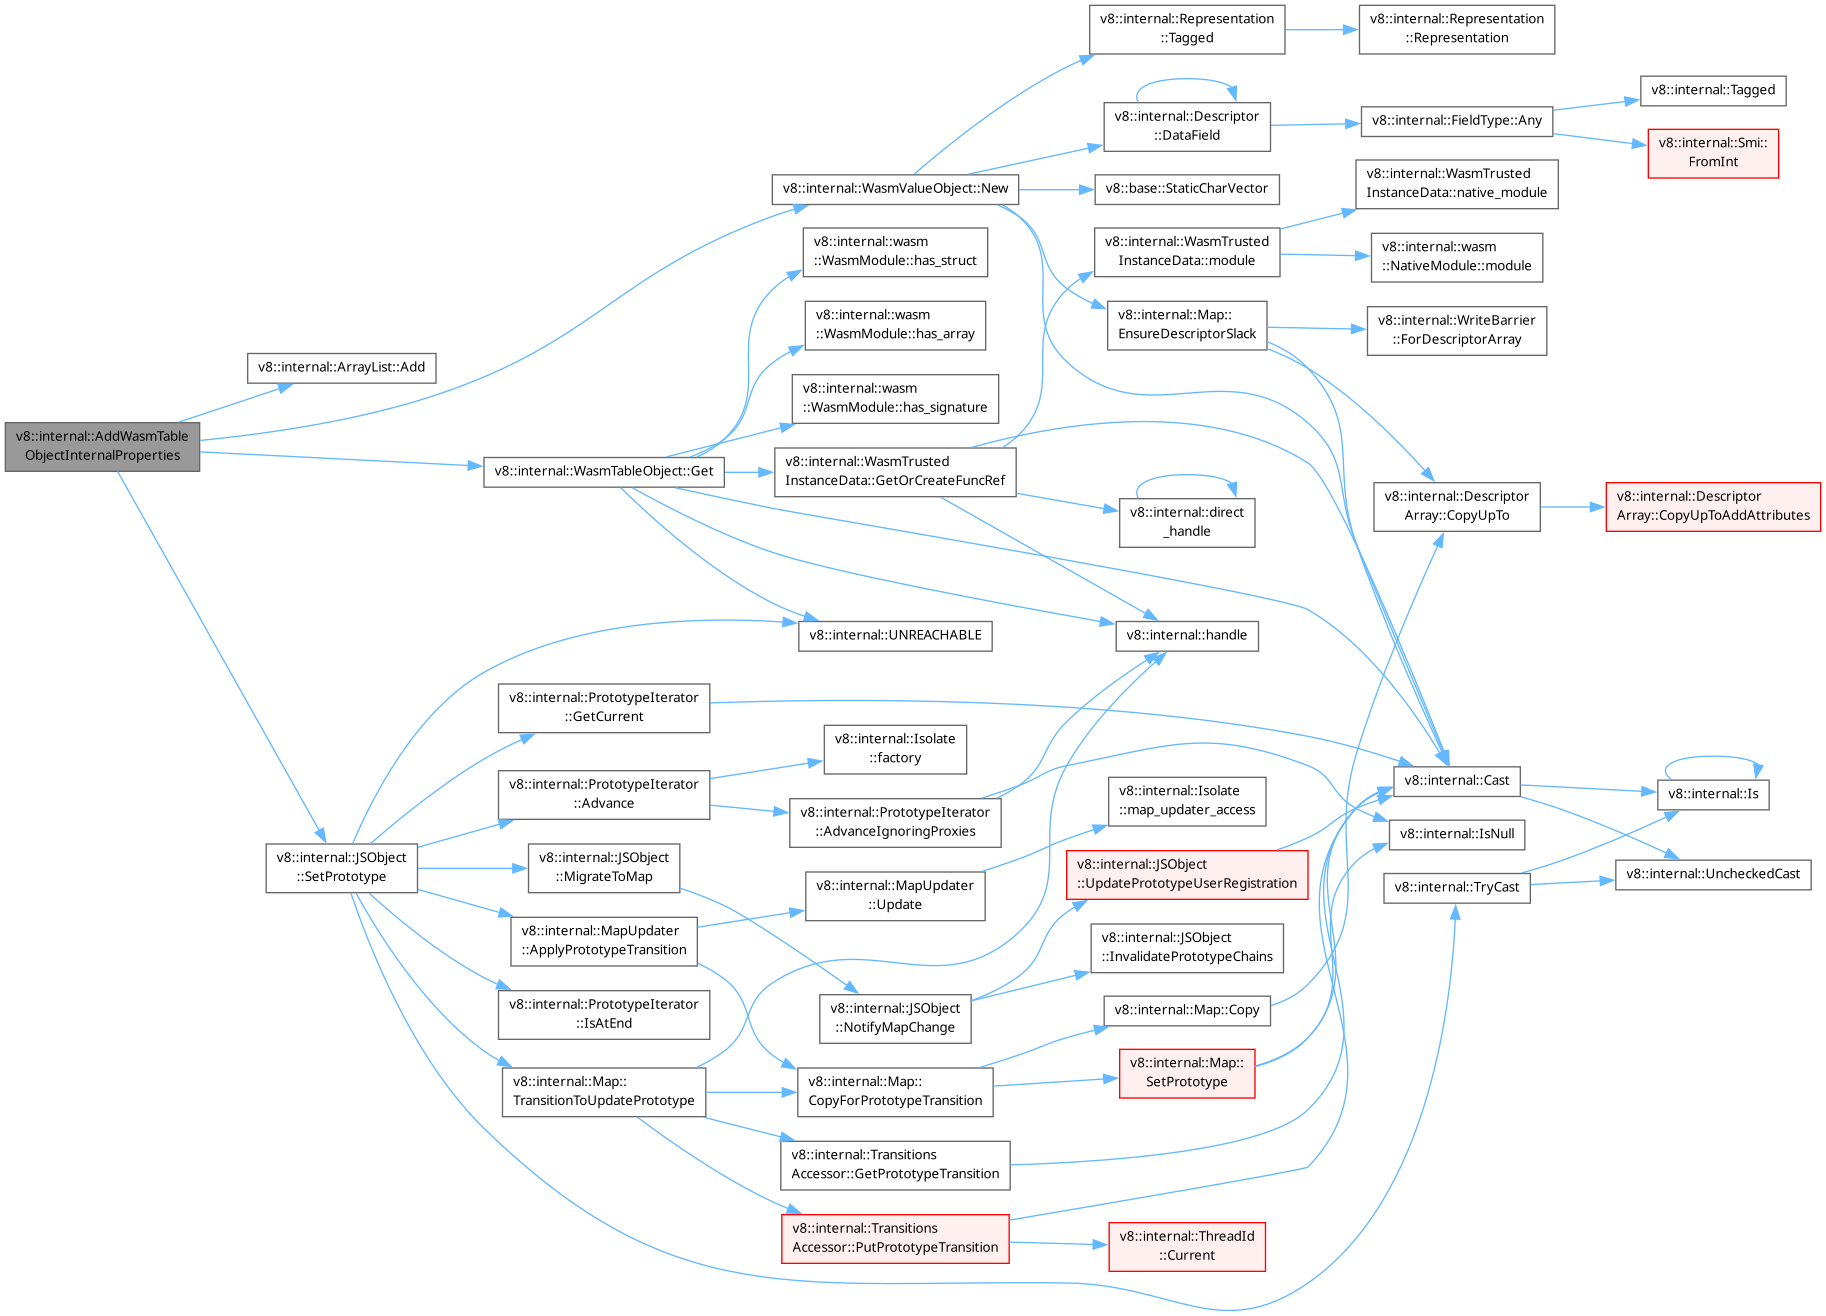 v8::internal::AddWasmTable
ObjectInternalProperties
v8::internal::ArrayList::Add
v8::internal::JSObject
::SetPrototype
v8::internal::WasmTableObject::Get
v8::internal::PrototypeIterator
::GetCurrent
v8::internal::PrototypeIterator
::Advance
v8::internal::JSObject
::MigrateToMap
v8::internal::MapUpdater
::ApplyPrototypeTransition
v8::internal::PrototypeIterator
::IsAtEnd
v8::internal::Map::
TransitionToUpdatePrototype
v8::internal::WasmValueObject::New
v8::internal::wasm
::WasmModule::has_struct
v8::internal::wasm
::WasmModule::has_array
v8::internal::wasm
::WasmModule::has_signature
v8::internal::WasmTrusted
InstanceData::GetOrCreateFuncRef
v8::internal::UNREACHABLE
v8::internal::Isolate
::factory
v8::internal::PrototypeIterator
::AdvanceIgnoringProxies
v8::internal::MapUpdater
::Update
v8::internal::JSObject
::NotifyMapChange
v8::internal::Map::
CopyForPrototypeTransition
v8::internal::Transitions
Accessor::GetPrototypeTransition
v8::internal::Transitions
Accessor::PutPrototypeTransition
v8::internal::Representation
::Tagged
v8::internal::Descriptor
::DataField
v8::base::StaticCharVector
v8::internal::WasmTrusted
InstanceData::module
v8::internal::Map::
EnsureDescriptorSlack
v8::internal::direct
_handle
v8::internal::handle
v8::internal::Isolate
::map_updater_access
v8::internal::JSObject
::UpdatePrototypeUserRegistration
v8::internal::JSObject
::InvalidatePrototypeChains
v8::internal::Map::Copy
v8::internal::Map::
SetPrototype
v8::internal::ThreadId
::Current
v8::internal::Representation
::Representation
v8::internal::FieldType::Any
v8::internal::WasmTrusted
InstanceData::native_module
v8::internal::wasm
::NativeModule::module
v8::internal::WriteBarrier
::ForDescriptorArray
v8::internal::Descriptor
Array::CopyUpTo
v8::internal::Cast
v8::internal::IsNull
v8::internal::TryCast
v8::internal::Tagged
v8::internal::Smi::
FromInt
v8::internal::Descriptor
Array::CopyUpToAddAttributes
v8::internal::Is
v8::internal::UncheckedCast